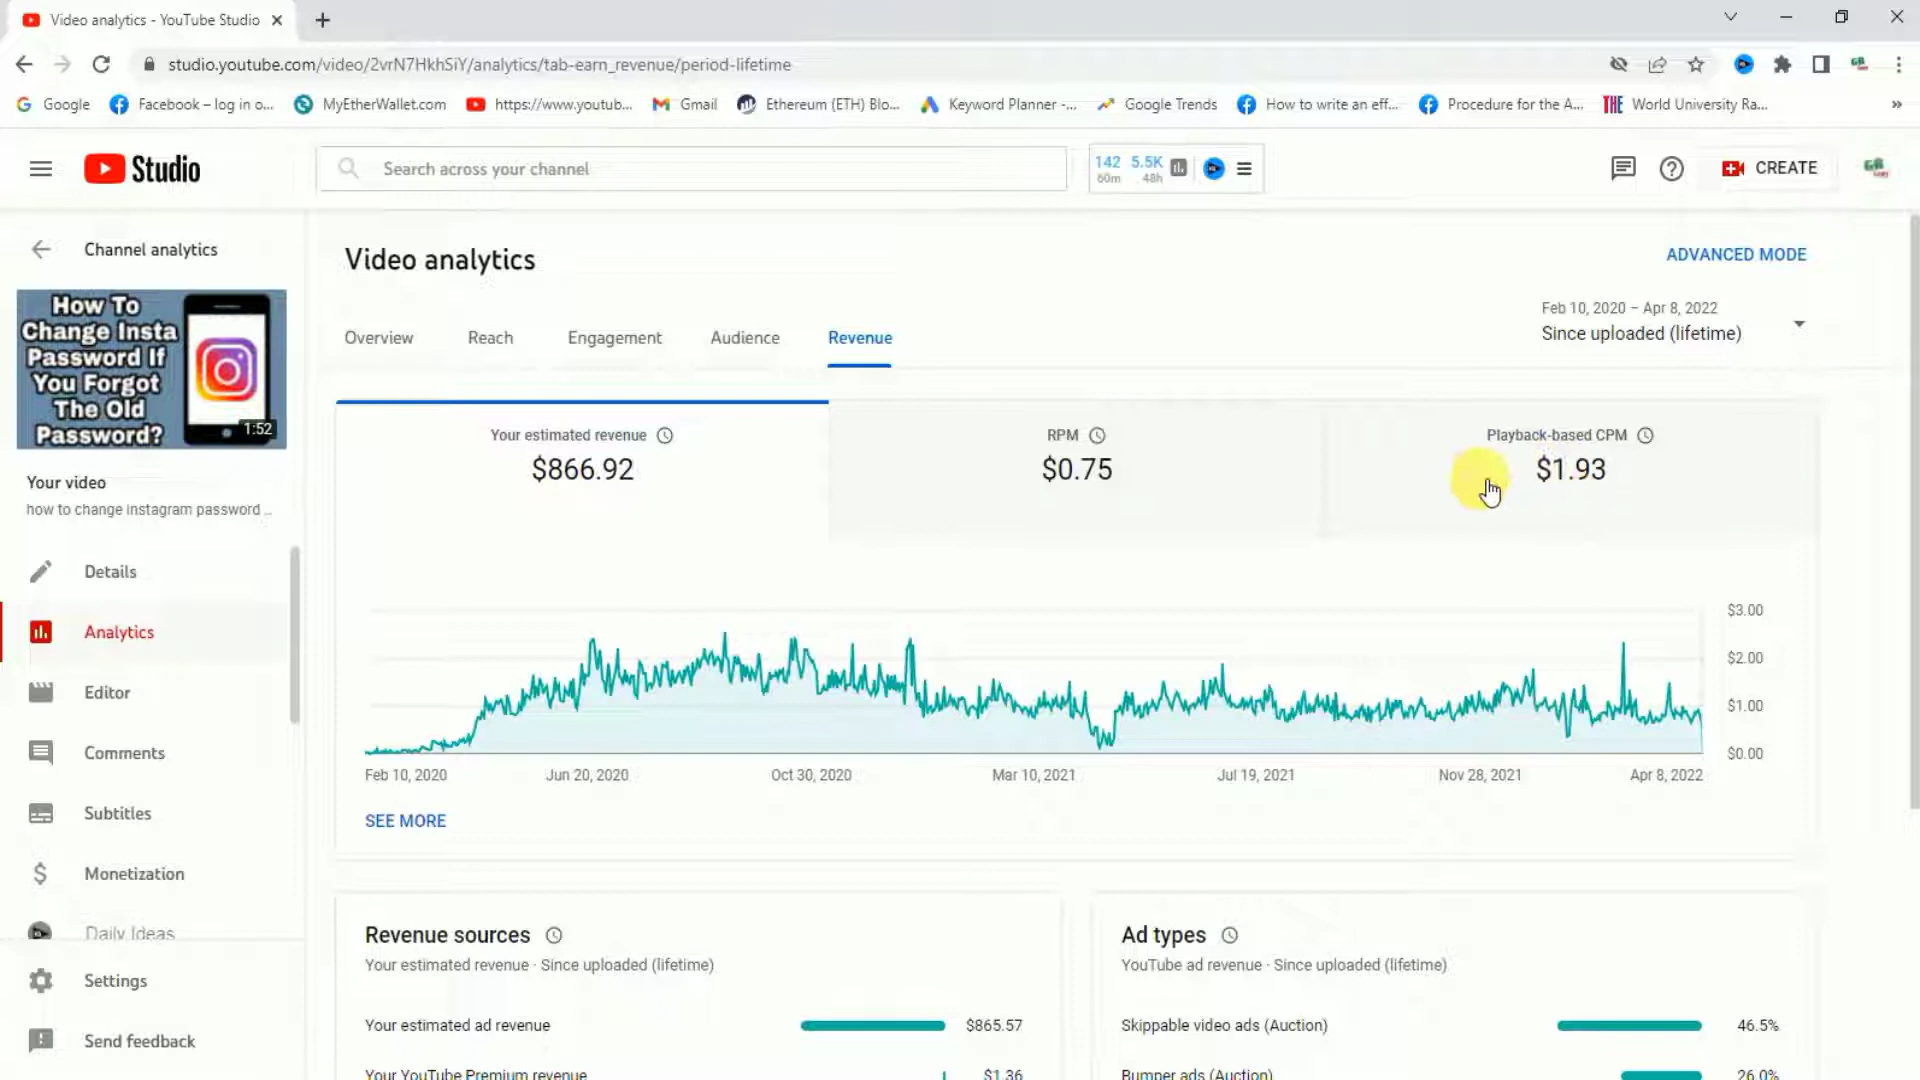 Video analytics - YouTube Studio
studio.youtube.com/video/2vrN7HkhSiY/analytics/tab-earn_revenue/period-lifetime
Google
Facebook – log in o...
MyEtherWallet.com
https://www.youtub...
Gmail
Ethereum (ETH) Blo...
Keyword Planner -...
Google Trends
How to write an eff...
Procedure for the A...
THE World University Ra...
»
Studio
Search across your channel
142 5.5K
60m 48h
CREATE
Channel analytics
How To
Change Insta
Password If
You Forgot
The Old
Password?
1:52
Your video
how to change instagram password ...
Details
Analytics
Editor
Comments
Subtitles
Monetization
Daily Ideas
Settings
Send feedback
Video analytics
ADVANCED MODE
Feb 10, 2020 – Apr 8, 2022
Since uploaded (lifetime)
Overview
Reach
Engagement
Audience
Revenue
Your estimated revenue
$866.92
RPM
$0.75
Playback-based CPM
$1.93
$3.00
$2.00
$1.00
$0.00
Feb 10, 2020
Jun 20, 2020
Oct 30, 2020
Mar 10, 2021
Jul 19, 2021
Nov 28, 2021
Apr 8, 2022
SEE MORE
Revenue sources
Your estimated revenue · Since uploaded (lifetime)
Your estimated ad revenue $865.57
Your YouTube Premium revenue $1.36
Ad types
YouTube ad revenue · Since uploaded (lifetime)
Skippable video ads (Auction) 46.5%
Bumper ads (Auction) 26.0%